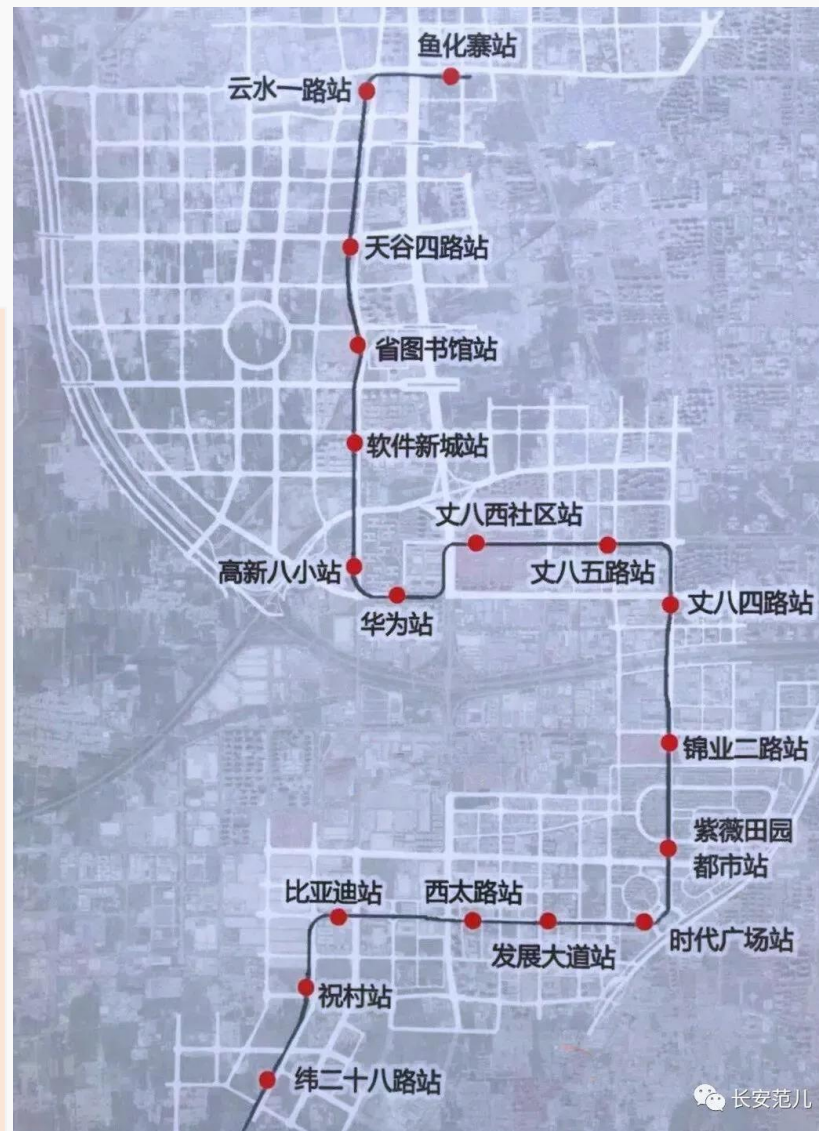 鱼化寨站
云水一路站
天谷四路站
省图书馆站
软件新城站
丈八西社区站
高新八小站
丈八五路站
丈八四路站
华为站
锦业二路站
紫薇田园
都市站
比亚迪站
西太路站
时代广场站
发展大道站
祝村站
纬二十八路站
长安范儿